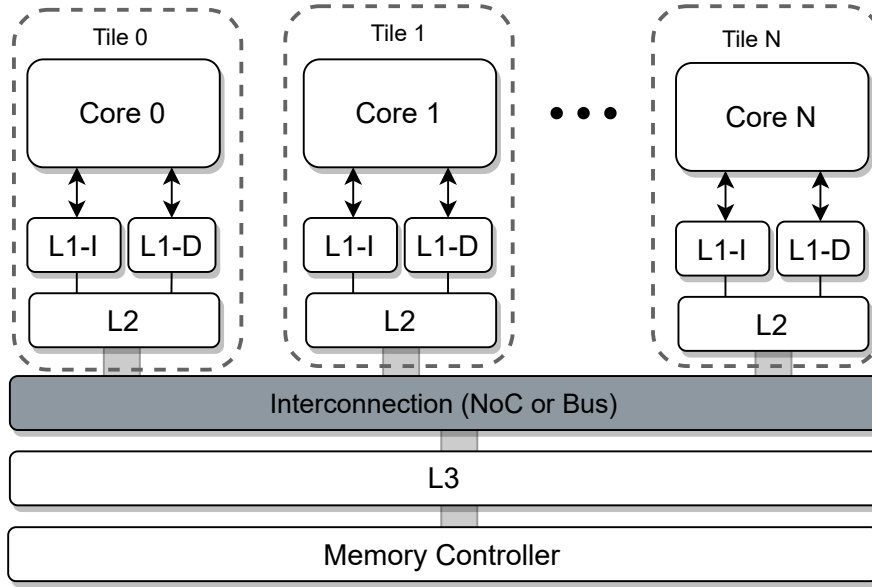 Tile 0
Tile 1
Tile N
Core 0
Core 1
Core N
L1-I
L1-D
L1-I
L1-D
L1-I
L1-D
L2
L2
L2
Interconnection (NoC or Bus)
L3
Memory Controller